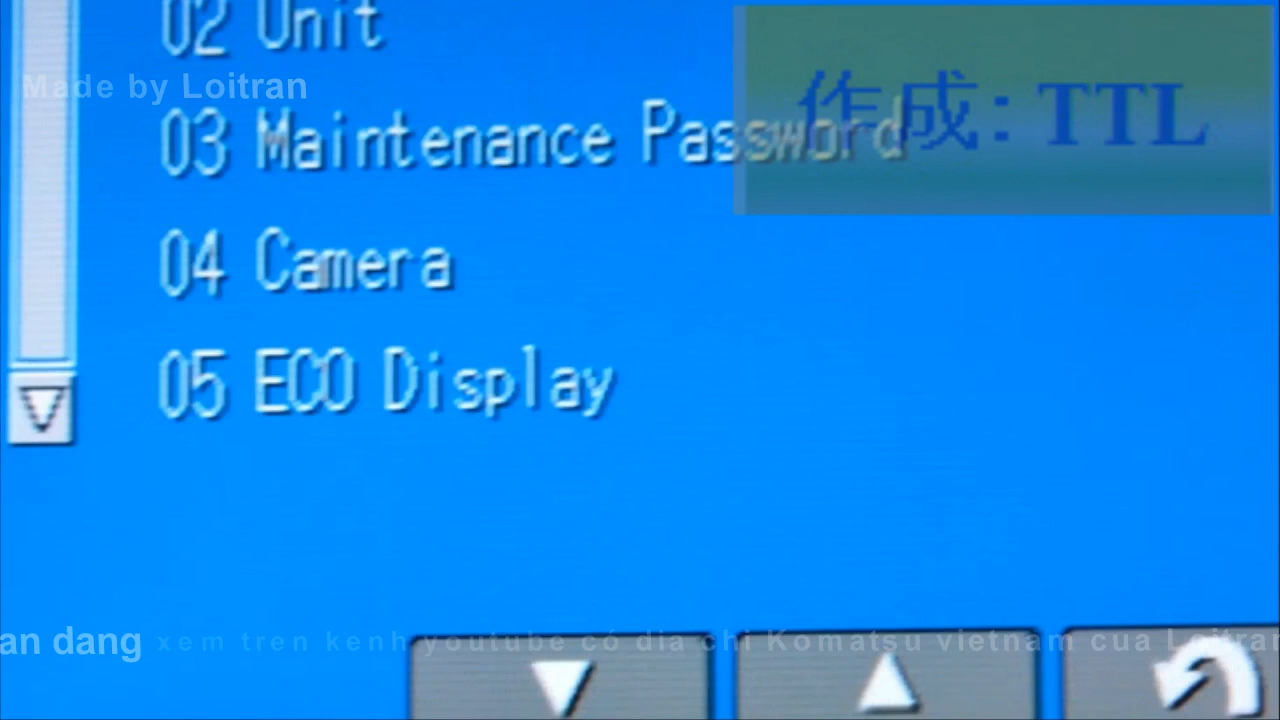 02 Unit
Made by Loitran
作成: TTL
03 Maintenance Password
04 Camera
05 ECO Display
an dang xem tren kenh youtube có dia chi Komatsu vietnam cua Loitran